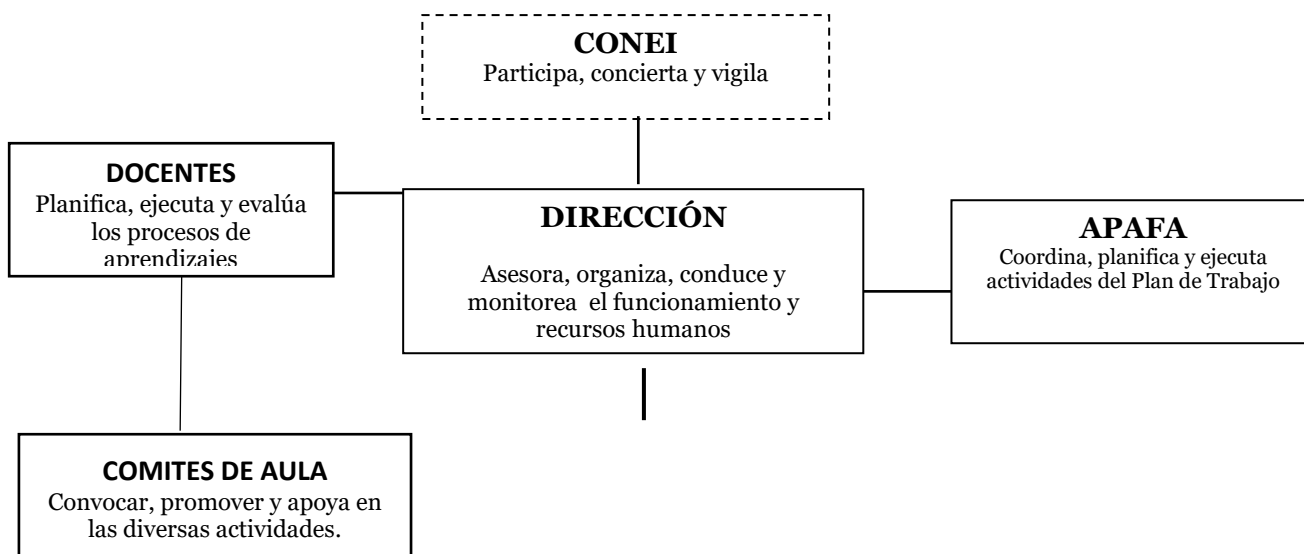 CONEI
Participa, concierta y vigila
DOCENTES
Planifica, ejecuta y evalúa
los procesos de
aprendizajes
DIRECCIÓN
Asesora, organiza, conduce y
monitorea el funcionamiento y
recursos humanos
APAFA
Coordina, planifica y ejecuta
actividades del Plan de Trabajo
COMITES DE AULA
Convocar, promover y apoya en
las diversas actividades.